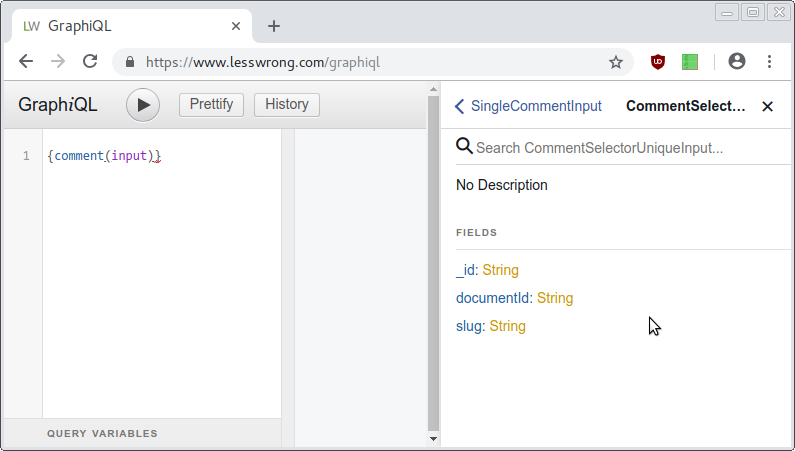 LW GraphiQL
https://www.lesswrong.com/graphiql
GraphiQL Prettify History
SingleCommentInput CommentSelect...
1 {comment(input)}
Search CommentSelectorUniqueInput...
No Description
FIELDS
_id: String
documentId: String
slug: String
QUERY VARIABLES